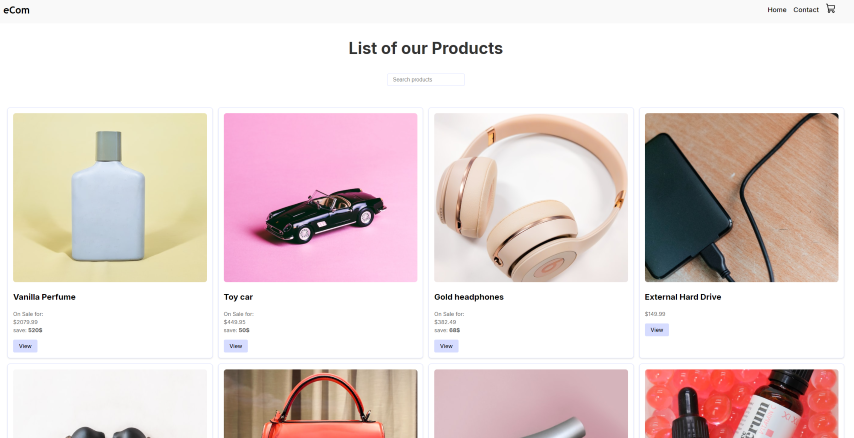 eCom
Home Contact
List of our Products
Search products
Vanilla Perfume
On Sale for:
$2079.99
save: 520$
View
Toy car
On Sale for:
$449.95
save: 50$
View
Gold headphones
On Sale for:
$382.49
save: 68$
View
External Hard Drive
$149.99
View